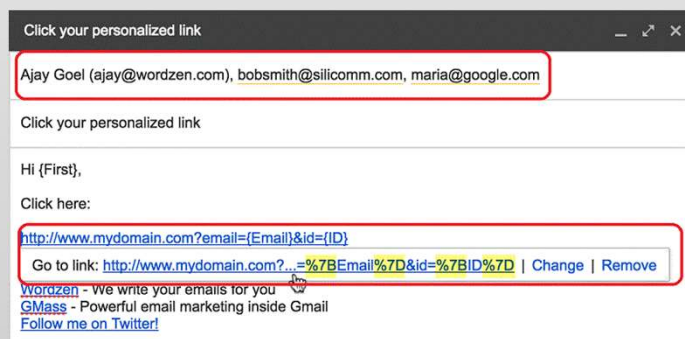 Click your personalized link
Ajay Goel (ajay@wordzen.com), bobsmith@silicomm.com, maria@google.com
Click your personalized link
Hi {First},
Click here:
http://www.mydomain.com?email={Email}&id={ID}
Go to link: http://www.mydomain.com?...=%7BEmail%7D&id=%7BID%7D | Change | Remove
Wordzen - We write your emails for you
GMass - Powerful email marketing inside Gmail
Follow me on Twitter!